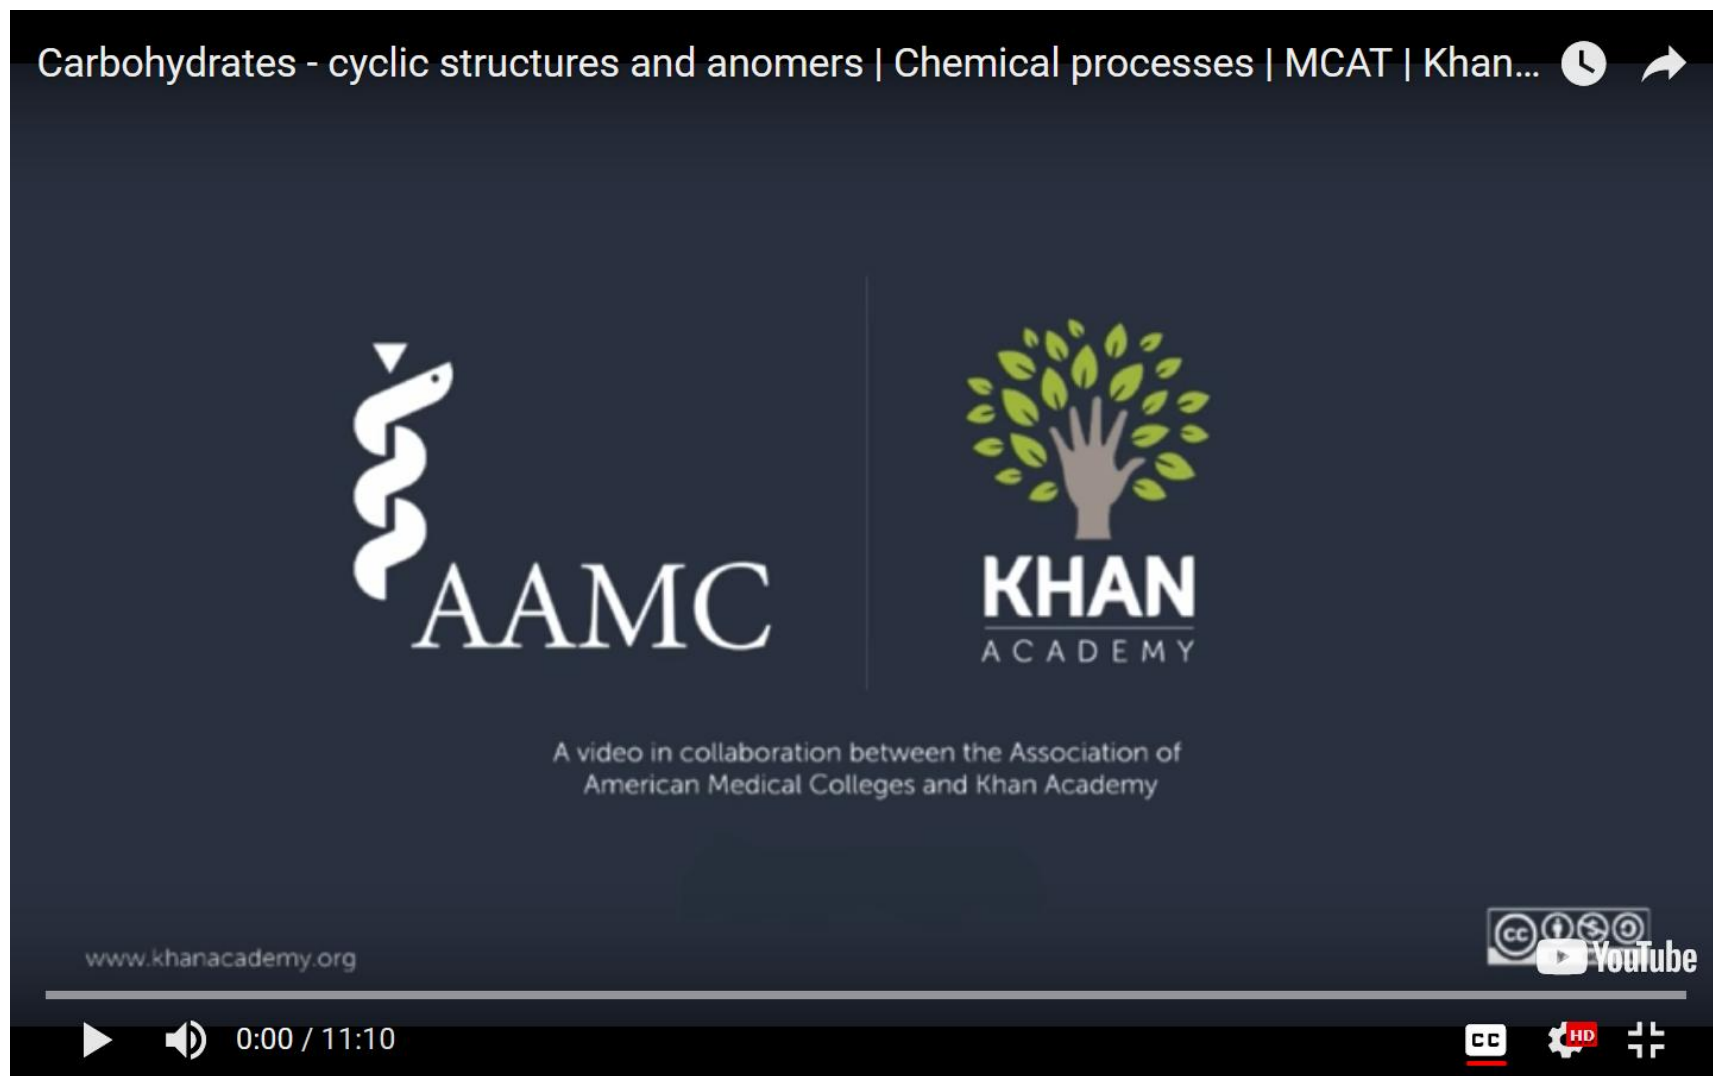 Carbohydrates - cyclic structures and anomers | Chemical processes | MCAT | Khan...
AAMC
KHAN
ACADEMY
A video in collaboration between the Association of
American Medical Colleges and Khan Academy
www.khanacademy.org
cc
YouTube
0:00 / 11:10
CC
HD